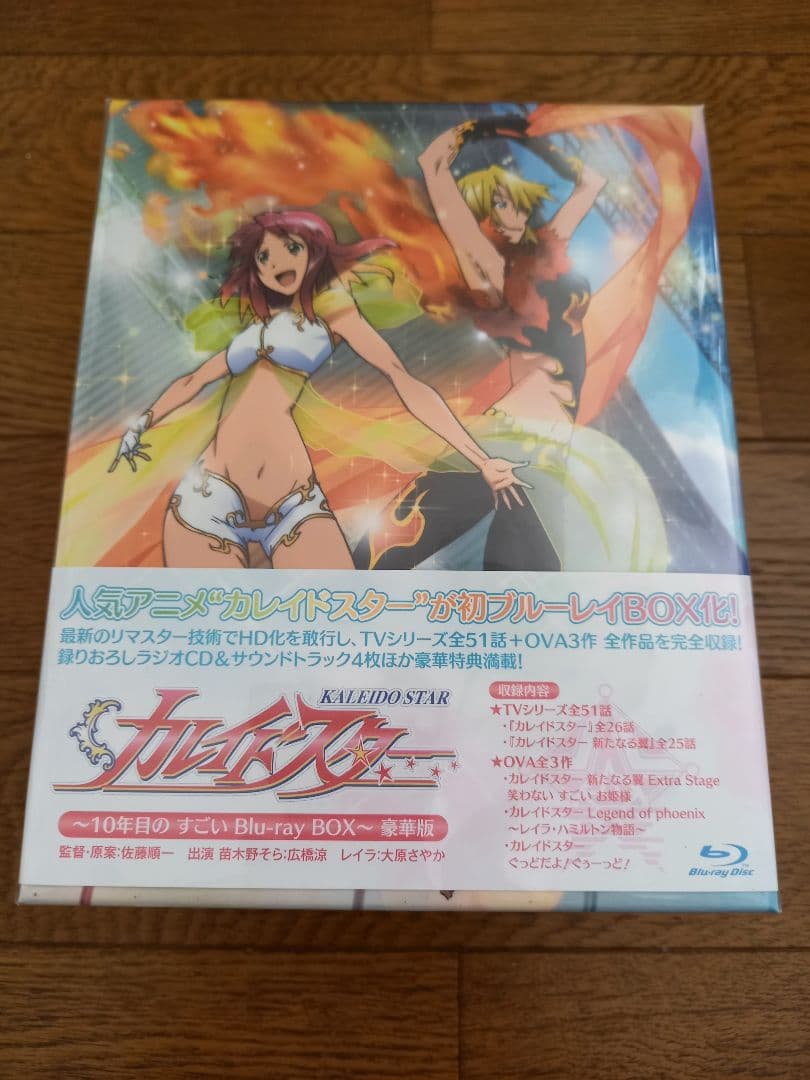 人気アニメ“カレイドスター”が初ブルーレイBOX化!
最新のリマスター技術でHD化を敢行し、TVシリーズ全51話+OVA3作 全作品を完全収録!
録りおろしラジオCD&サウンドトラック4枚ほか豪華特典満載!
KALEIDO STAR
カレイドスター
～10年目の すごい Blu-ray BOX～ 豪華版
監督・原案:佐藤順一 出演 苗木野そら:広橋涼 レイラ:大原さやか
収録内容
★TVシリーズ全51話
・『カレイドスター』全26話
・『カレイドスター 新たなる翼』全25話
★OVA全3作
・カレイドスター 新たなる翼 Extra Stage
笑わない すごい お姫様
・カレイドスター Legend of phoenix
～レイラ・ハミルトン物語～
・カレイドスター
ぐっどだよ!ぐぅーっど!
Blu-ray Disc